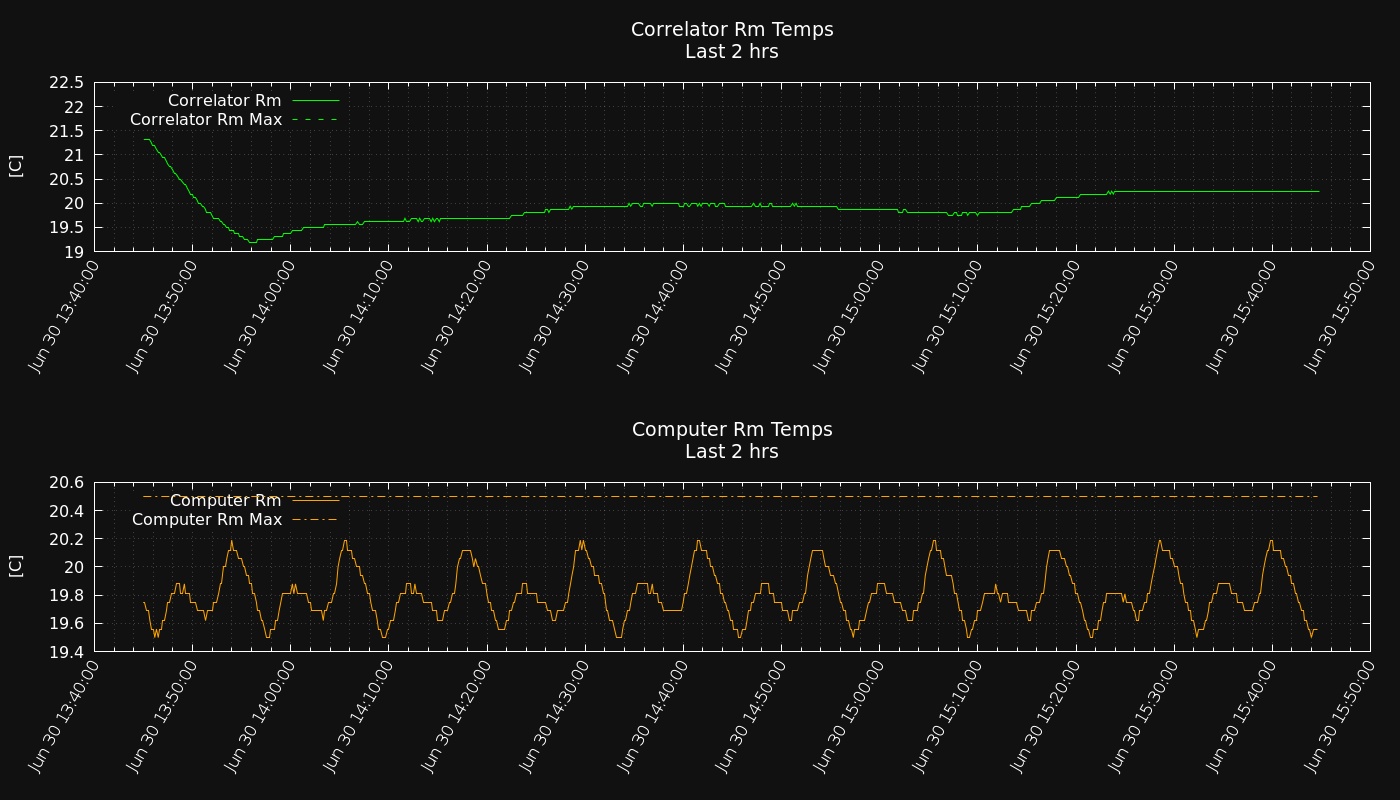 Correlator Rm Temps
Last 2 hrs
[C]
22.5
22
21.5
21
20.5
20
19.5
19
Correlator Rm
Correlator Rm Max
Jun 30 13:40:00
Jun 30 13:50:00
Jun 30 14:00:00
Jun 30 14:10:00
Jun 30 14:20:00
Jun 30 14:30:00
Jun 30 14:40:00
Jun 30 14:50:00
Jun 30 15:00:00
Jun 30 15:10:00
Jun 30 15:20:00
Jun 30 15:30:00
Jun 30 15:40:00
Jun 30 15:50:00
Computer Rm Temps
Last 2 hrs
[C]
20.6
20.4
20.2
20
19.8
19.6
19.4
Computer Rm
Computer Rm Max
Jun 30 13:40:00
Jun 30 13:50:00
Jun 30 14:00:00
Jun 30 14:10:00
Jun 30 14:20:00
Jun 30 14:30:00
Jun 30 14:40:00
Jun 30 14:50:00
Jun 30 15:00:00
Jun 30 15:10:00
Jun 30 15:20:00
Jun 30 15:30:00
Jun 30 15:40:00
Jun 30 15:50:00